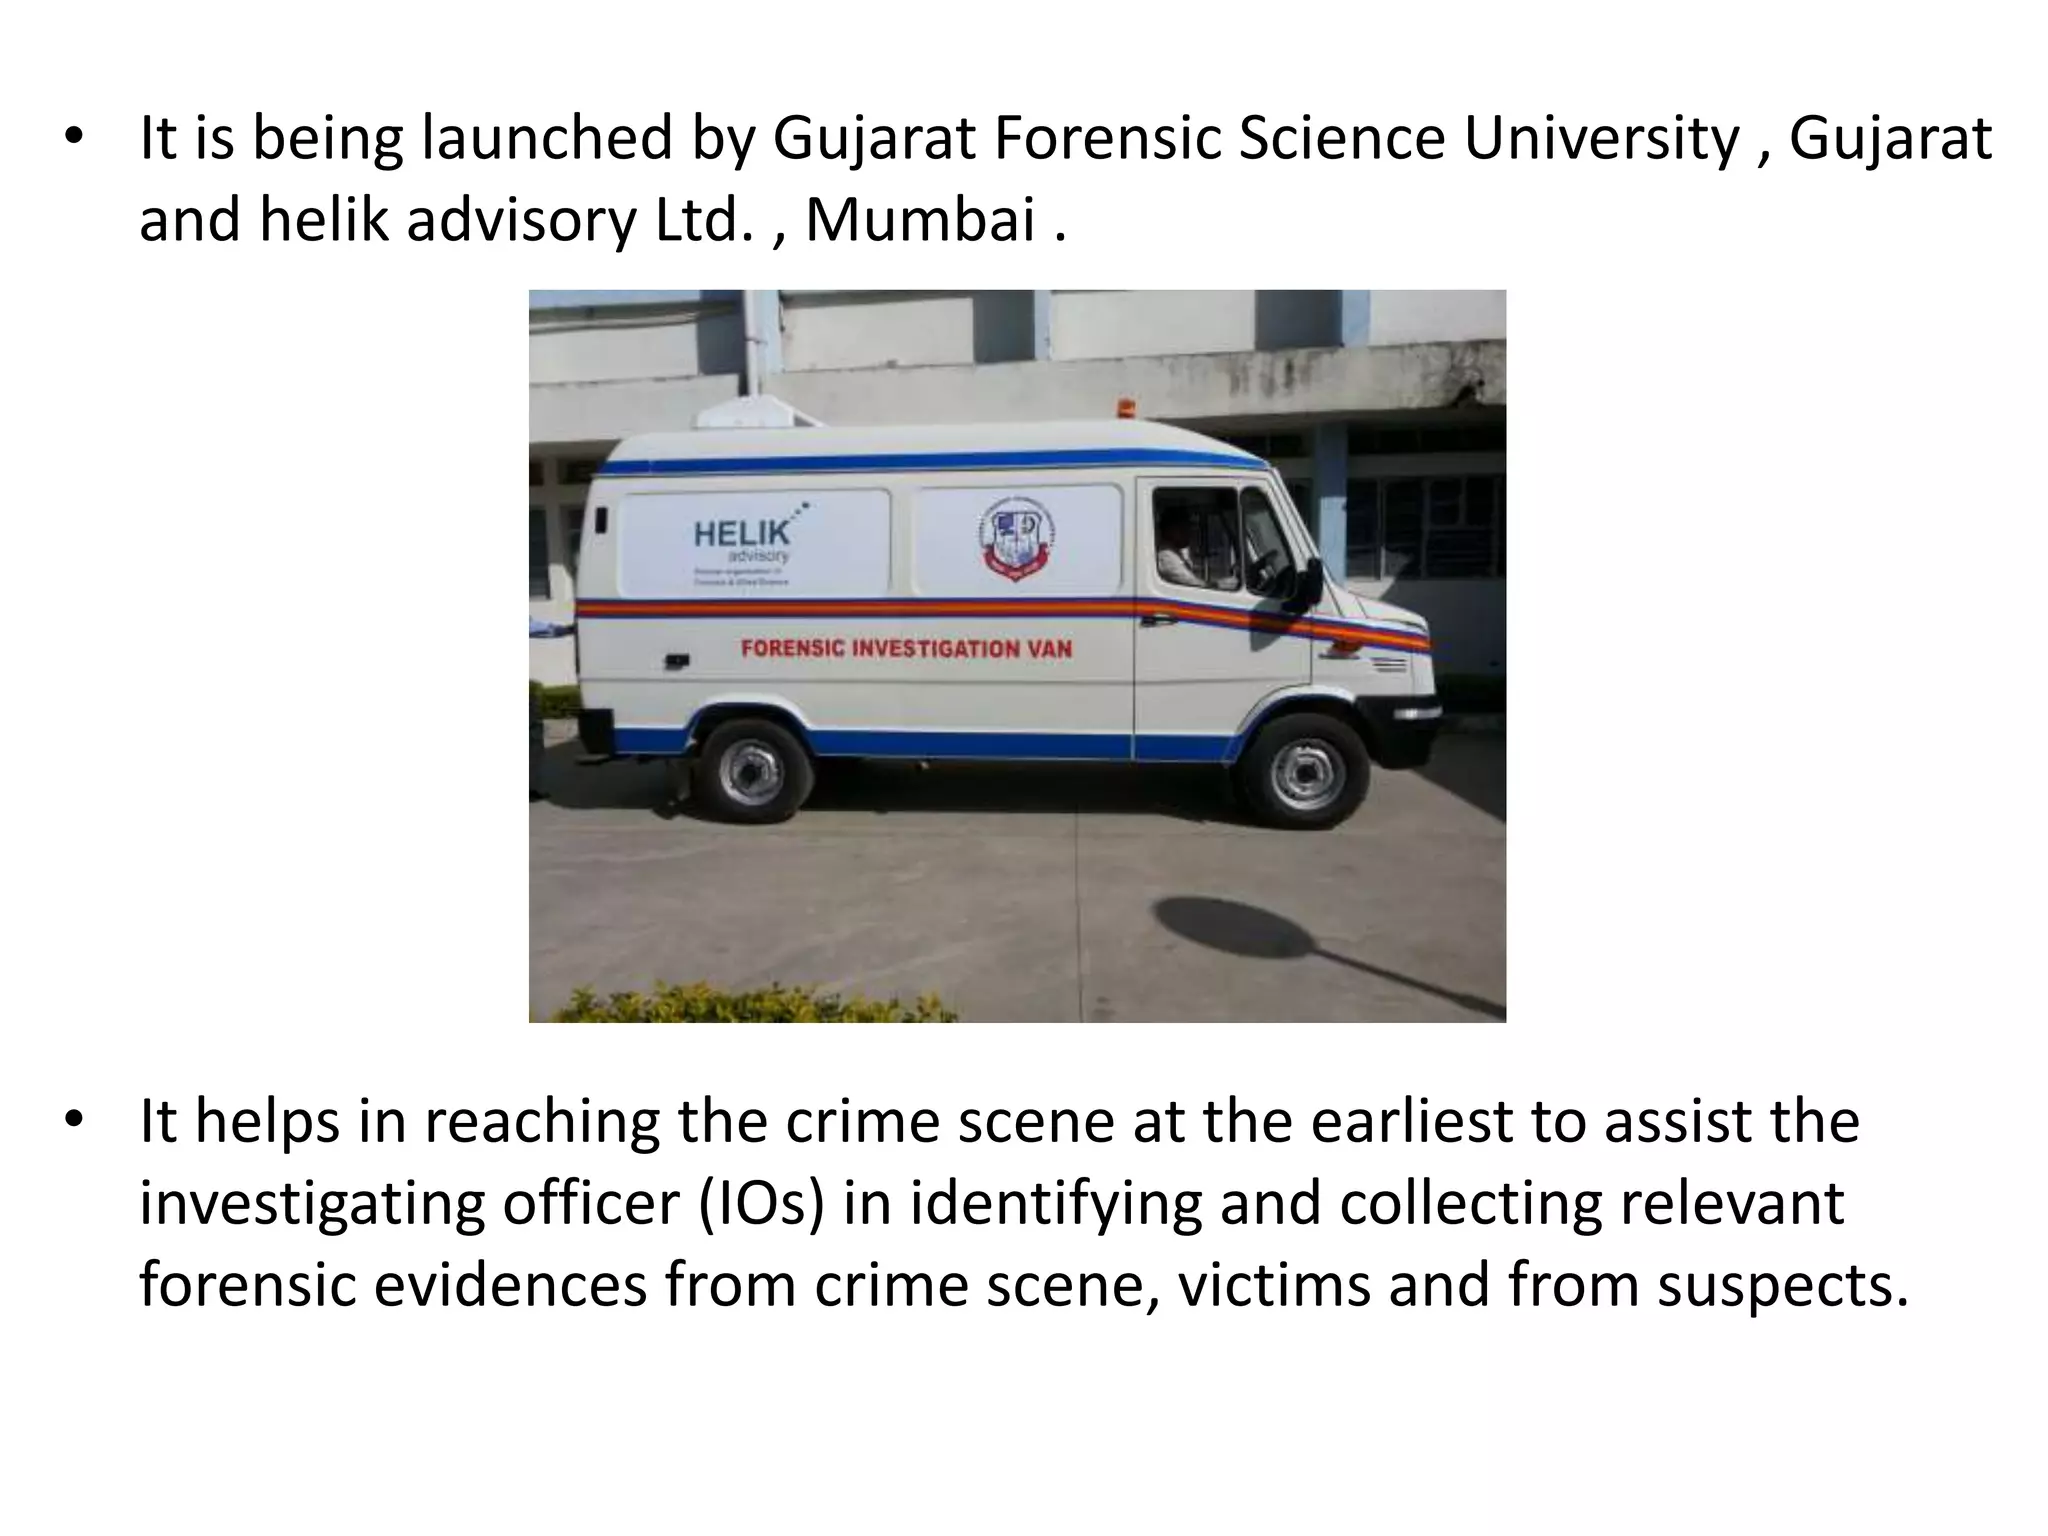 • It is being launched by Gujarat Forensic Science University , Gujarat
and helik advisory Ltd. , Mumbai .
HELIK
advisory
FORENSIC INVESTIGATION VAN
• It helps in reaching the crime scene at the earliest to assist the
investigating officer (IOs) in identifying and collecting relevant
forensic evidences from crime scene, victims and from suspects.